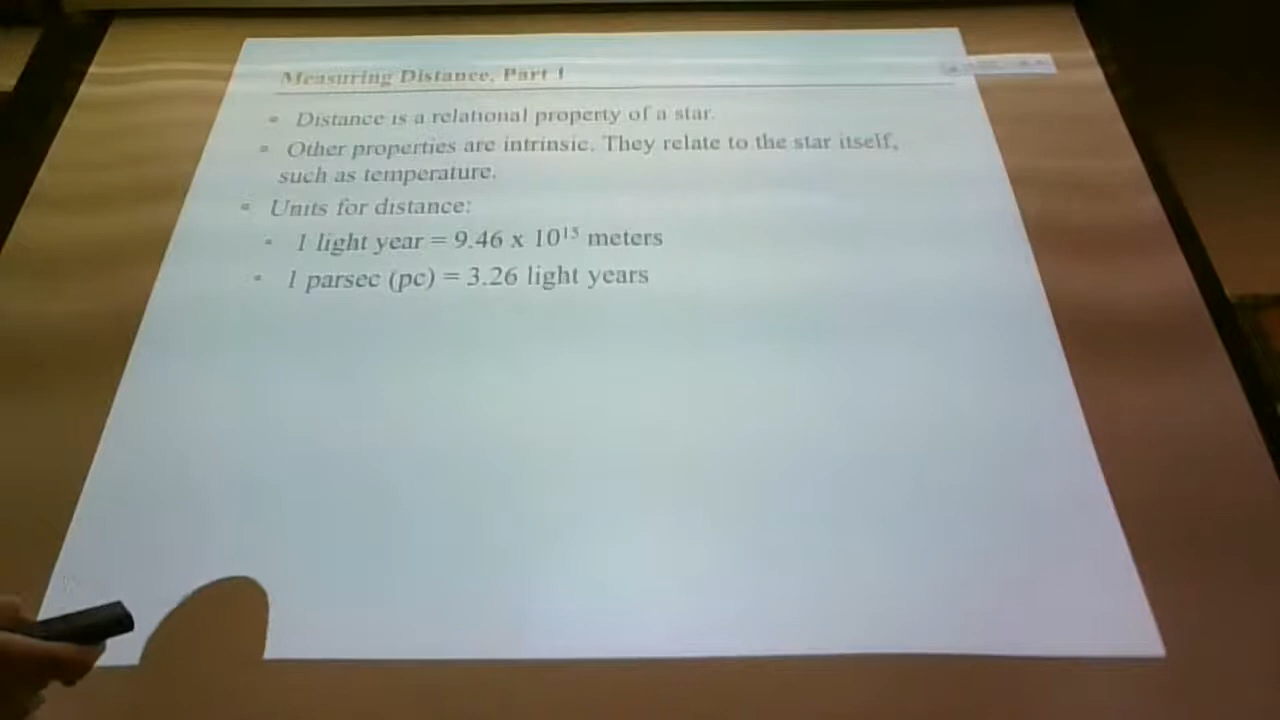 Measuring Distance, Part 1
Distance is a relational property of a star.
Other properties are intrinsic. They relate to the star itself,
such as temperature.
Units for distance:
1 light year = 9.46 x 10¹⁵ meters
1 parsec (pc) = 3.26 light years